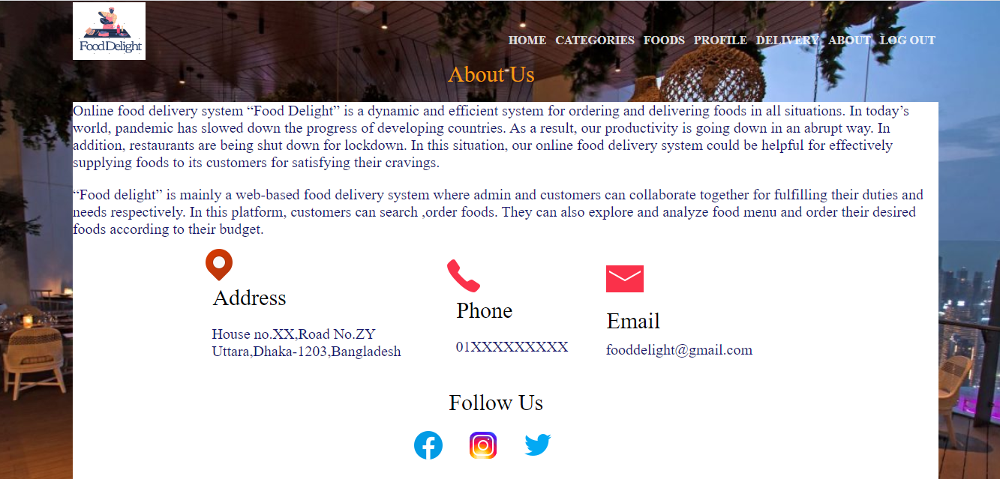 Food Delight
HOME CATEGORIES FOODS PROFILE DELIVERY ABOUT LOG OUT
About Us
Online food delivery system “Food Delight” is a dynamic and efficient system for ordering and delivering foods in all situations. In today’s
world, pandemic has slowed down the progress of developing countries. As a result, our productivity is going down in an abrupt way. In
addition, restaurants are being shut down for lockdown. In this situation, our online food delivery system could be helpful for effectively
supplying foods to its customers for satisfying their cravings.
“Food delight” is mainly a web-based food delivery system where admin and customers can collaborate together for fulfilling their duties and
needs respectively. In this platform, customers can search ,order foods. They can also explore and analyze food menu and order their desired
foods according to their budget.
Address
House no.XX,Road No.ZY
Uttara,Dhaka-1203,Bangladesh
Phone
01XXXXXXXXX
Email
fooddelight@gmail.com
Follow Us